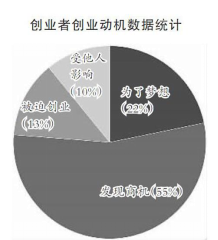 创业者创业动机数据统计
受他人
影响
(10%)
为了梦想
(22%)
被迫创业
(13%)
发现商机(55%)